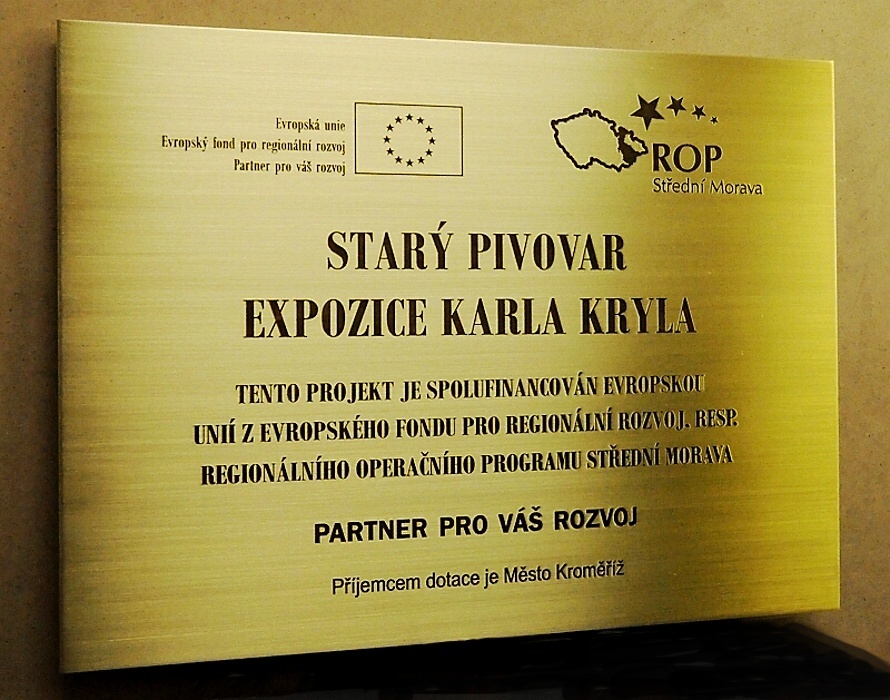 Evropská unie
Evropský fond pro regionální rozvoj
Partner pro váš rozvoj
ROP
Střední Morava
STARÝ PIVOVAR
EXPOZICE KARLA KRYLA
TENTO PROJEKT JE SPOLUFINANCOVÁN EVROPSKOU
UNIÍ Z EVROPSKÉHO FONDU PRO REGIONÁLNÍ ROZVOJ, RESP.
REGIONÁLNÍHO OPERAČNÍHO PROGRAMU STŘEDNÍ MORAVA
PARTNER PRO VÁŠ ROZVOJ
Příjemcem dotace je Město Kroměříž